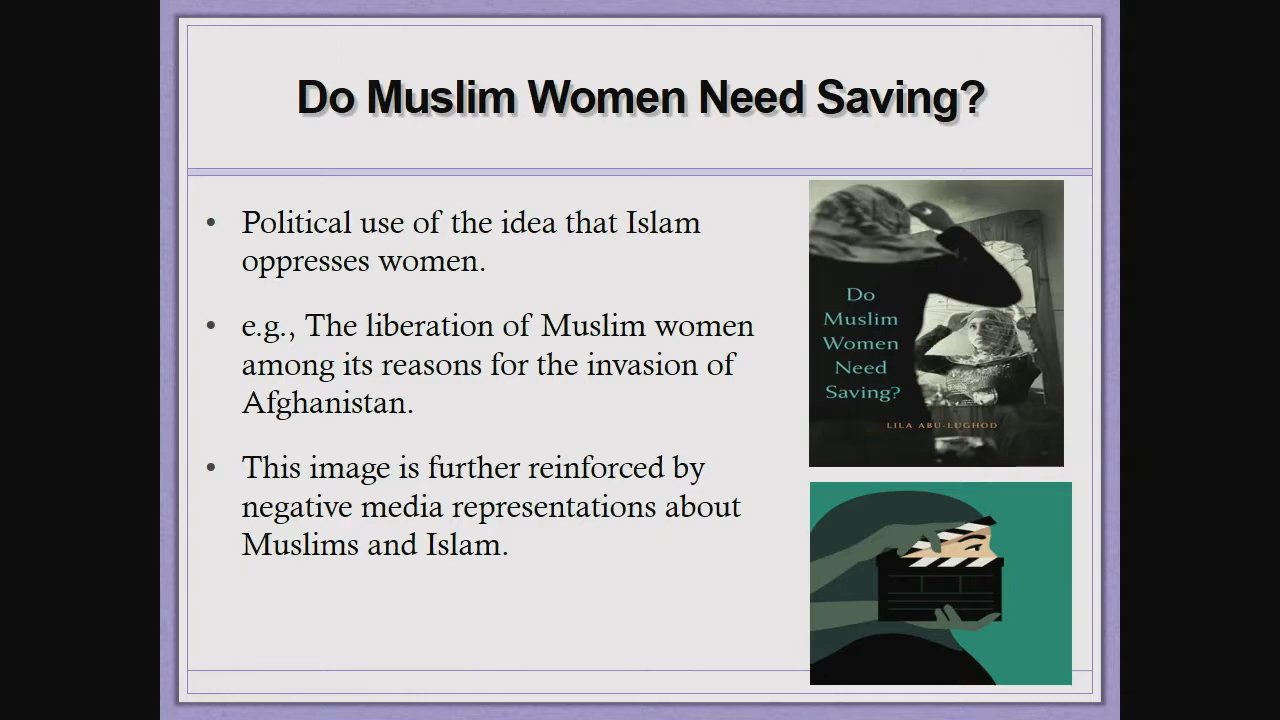 Do Muslim Women Need Saving?
• Political use of the idea that Islam
oppresses women.
• e.g., The liberation of Muslim women
among its reasons for the invasion of
Afghanistan.
• This image is further reinforced by
negative media representations about
Muslims and Islam.
Do
Muslim
Women
Need
Saving?
LILA ABU-LUGHOD